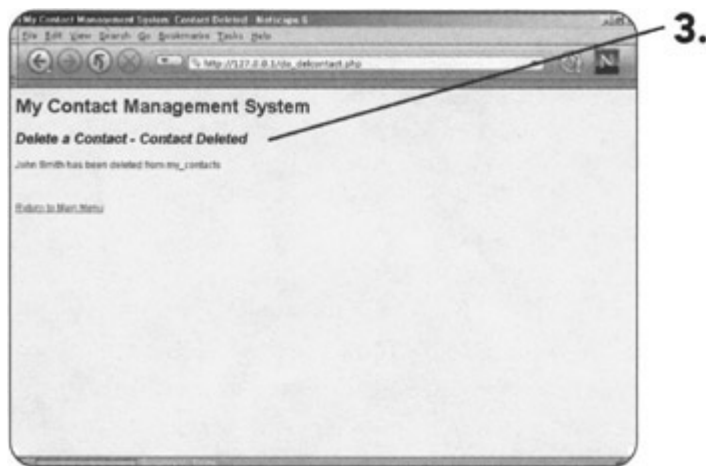 My Contact Management System: Contact Deleted - Netscape 6
File Edit View Search Go Bookmarks Tasks Help
http://127.0.0.1/do_delcontact.php
N
3.
My Contact Management System
Delete a Contact - Contact Deleted
John Smith has been deleted from my_contacts
Return to Main Menu